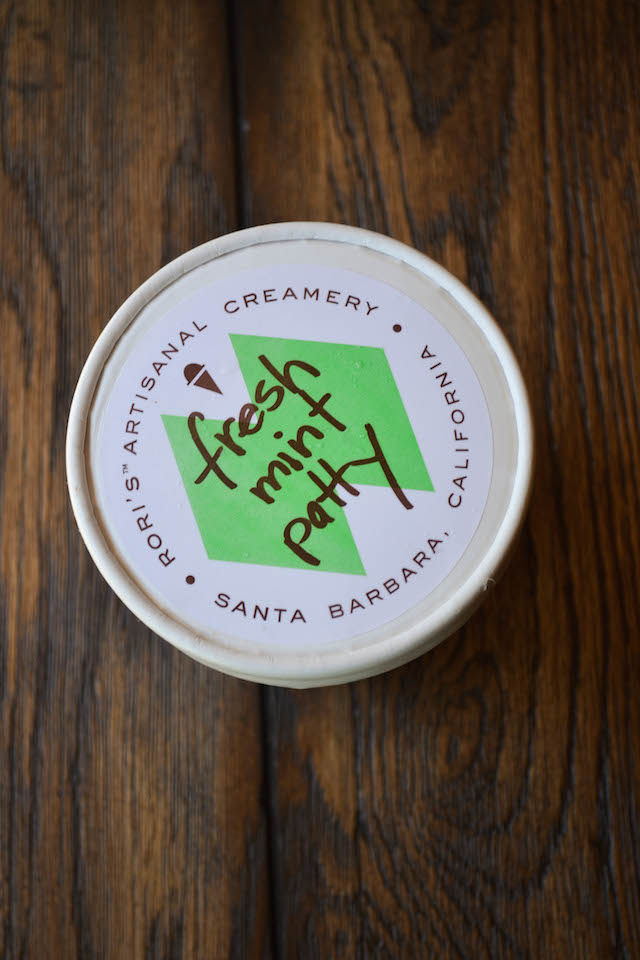 RORI'S™ ARTISANAL CREAMERY
fresh
mint
patty
SANTA BARBARA, CALIFORNIA